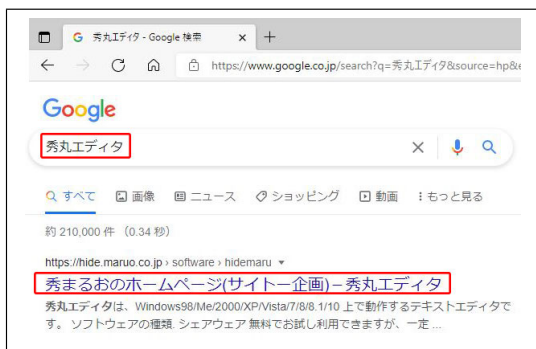 秀丸エディタ - Google 検索
https://www.google.co.jp/search?q=秀丸エディタ&source=hp&e
Google
秀丸エディタ
すべて 画像 ニュース ショッピング 動画 もっと見る
約 210,000 件 （0.34 秒）
https://hide.maruo.co.jp › software › hidemaru
秀まるおのホームページ(サイトー企画)－秀丸エディタ
秀丸エディタは、Windows98/Me/2000/XP/Vista/7/8/8.1/10 上で動作するテキストエディタで
す。 ソフトウェアの種類. シェアウェア 無料でお試し利用できますが、一定 ...